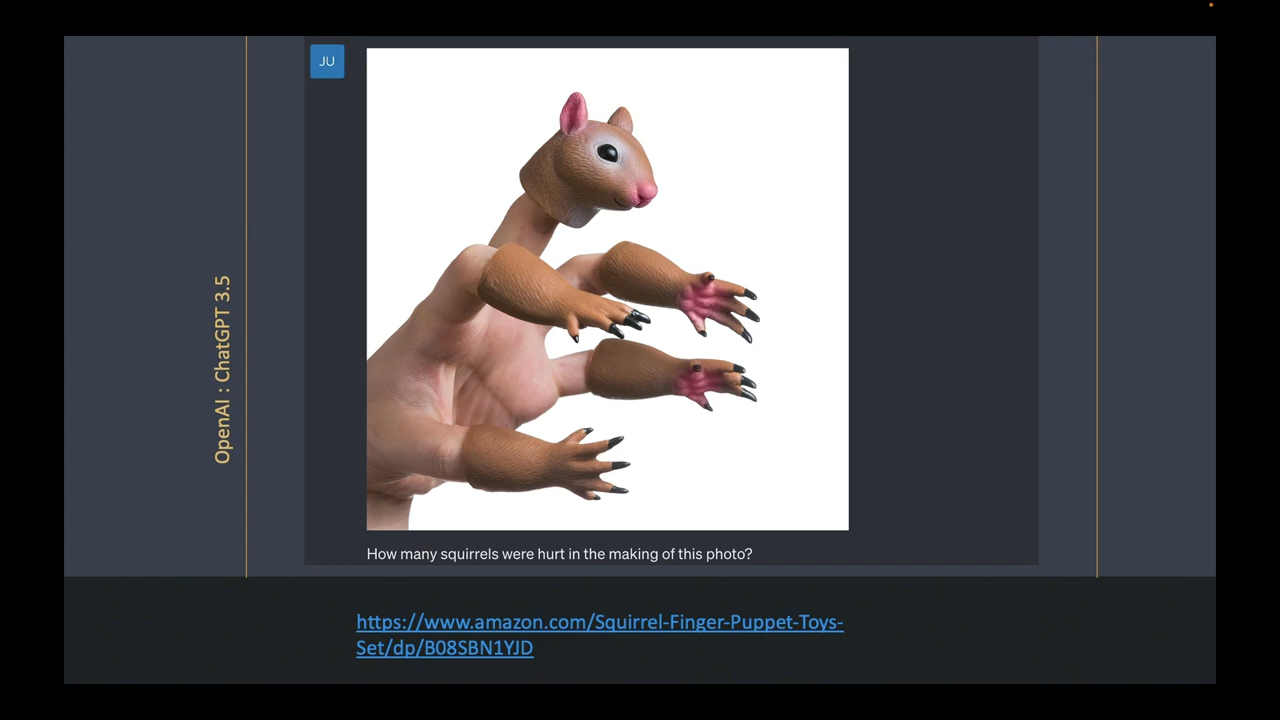 JU
OpenAI : ChatGPT 3.5
How many squirrels were hurt in the making of this photo?
https://www.amazon.com/Squirrel-Finger-Puppet-Toys-
Set/dp/B08SBN1YJD